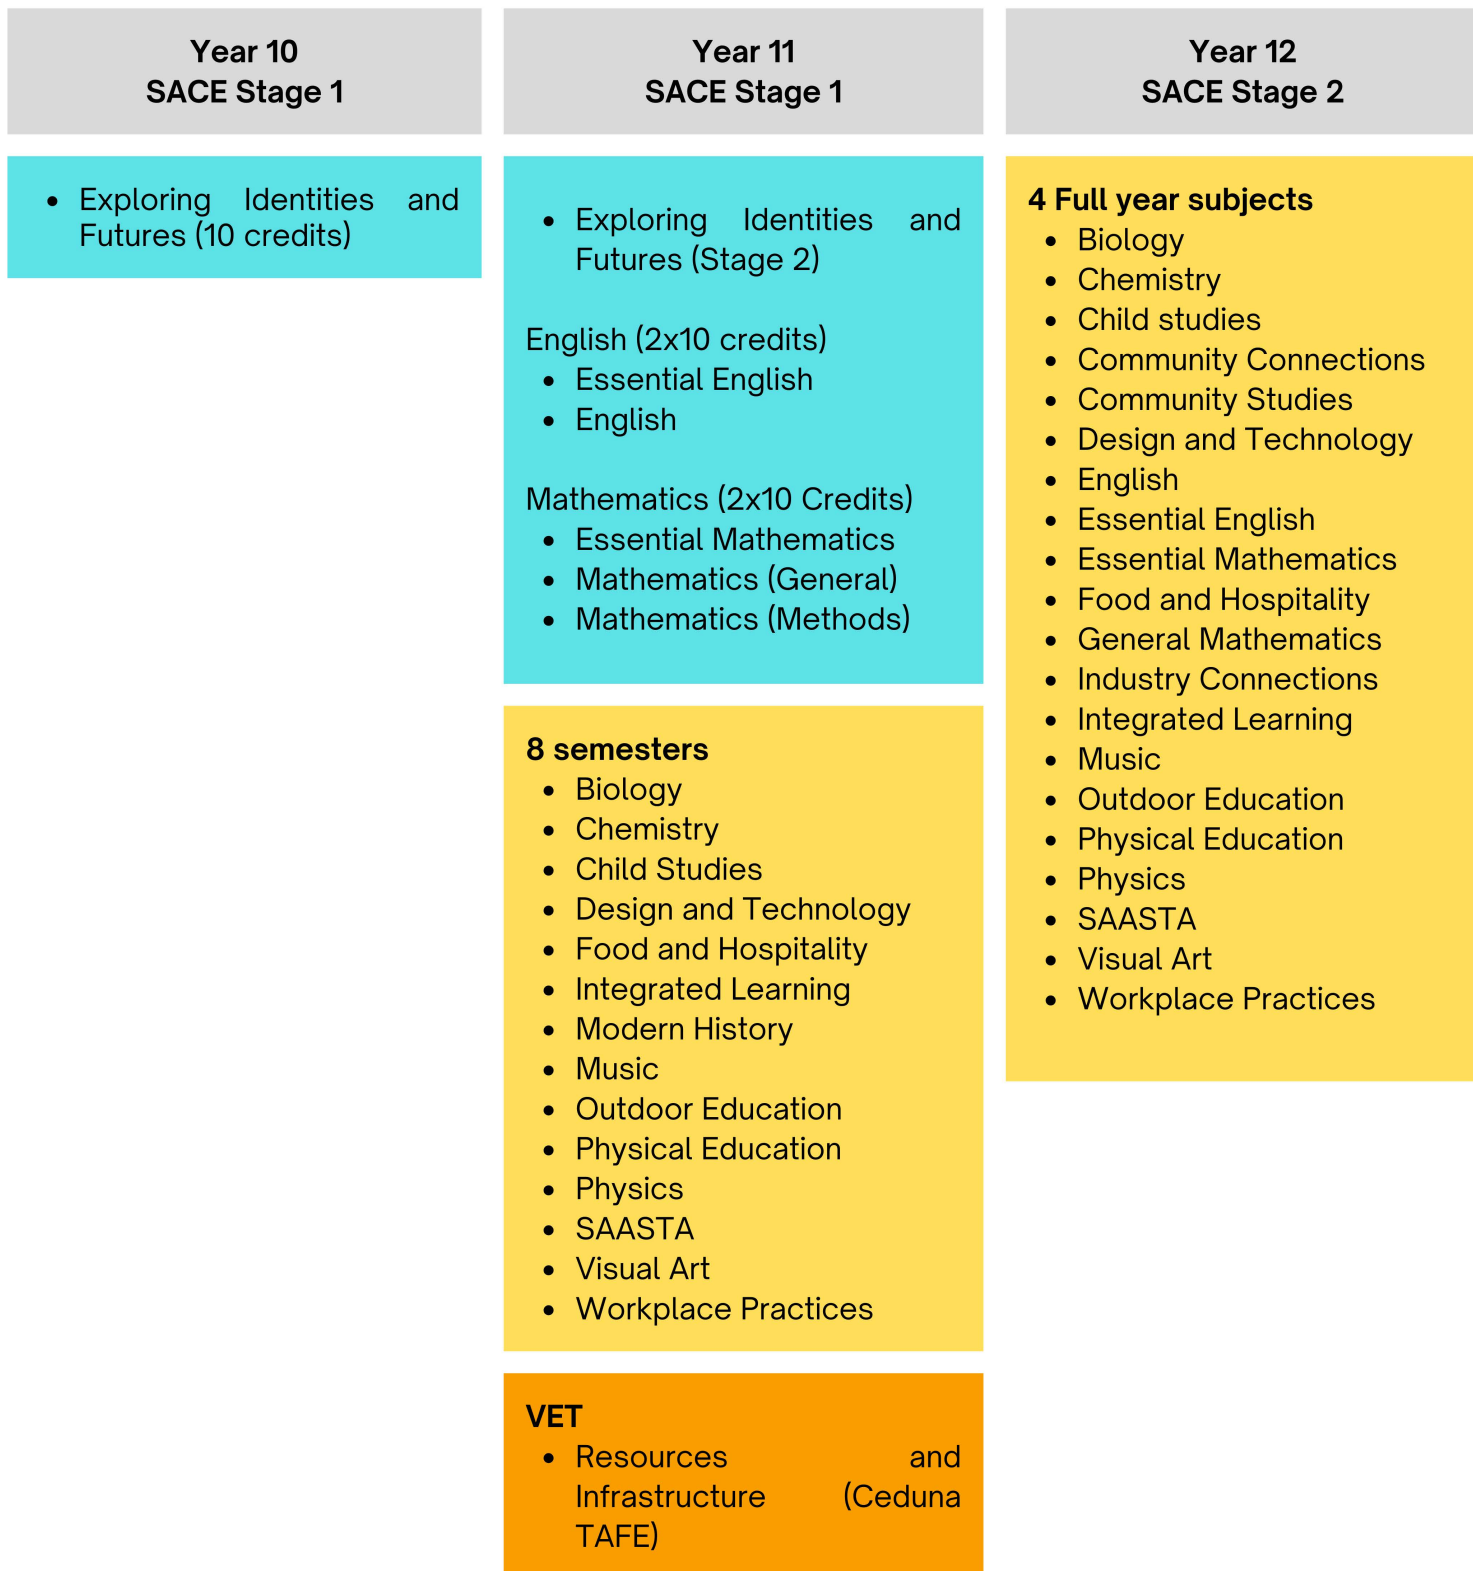 Year 10
SACE Stage 1
• Exploring Identities and
Futures (10 credits)
Year 11
SACE Stage 1
• Exploring Identities and
Futures (Stage 2)
English (2x10 credits)
• Essential English
• English
Mathematics (2x10 Credits)
• Essential Mathematics
• Mathematics (General)
• Mathematics (Methods)
8 semesters
• Biology
• Chemistry
• Child Studies
• Design and Technology
• Food and Hospitality
• Integrated Learning
• Modern History
• Music
• Outdoor Education
• Physical Education
• Physics
• SAASTA
• Visual Art
• Workplace Practices
VET
• Resources and
Infrastructure (Ceduna
TAFE)
Year 12
SACE Stage 2
4 Full year subjects
• Biology
• Chemistry
• Child studies
• Community Connections
• Community Studies
• Design and Technology
• English
• Essential English
• Essential Mathematics
• Food and Hospitality
• General Mathematics
• Industry Connections
• Integrated Learning
• Music
• Outdoor Education
• Physical Education
• Physics
• SAASTA
• Visual Art
• Workplace Practices